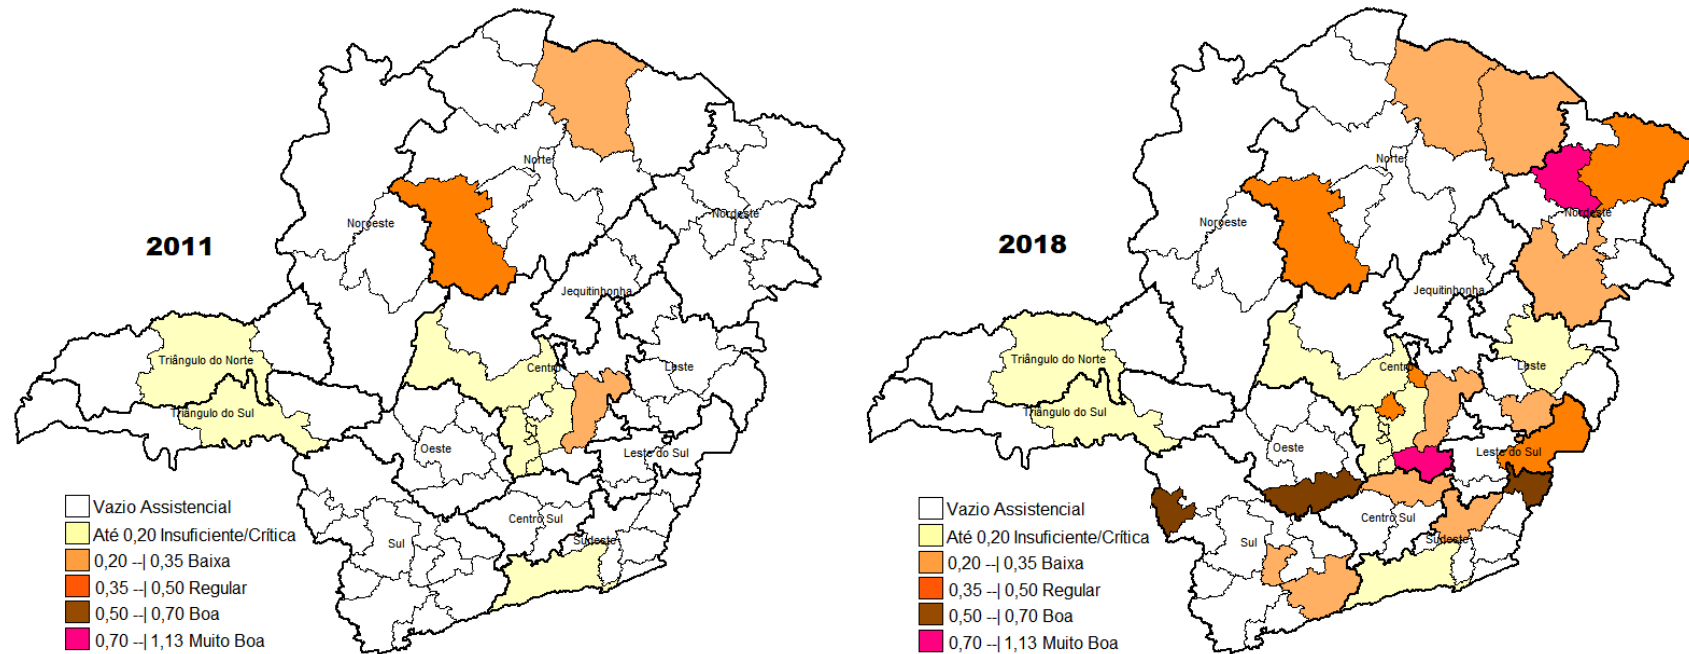 2011
Norte
Noroeste
Nordeste
Jequitinhonha
Triângulo do Norte
Centro
Leste
Triângulo do Sul
Oeste
Leste do Sul
Centro Sul
Sul
Sudeste
Vazio Assistencial
Até 0,20 Insuficiente/Crítica
0,20 --| 0,35 Baixa
0,35 --| 0,50 Regular
0,50 --| 0,70 Boa
0,70 --| 1,13 Muito Boa
2018
Norte
Noroeste
Nordeste
Jequitinhonha
Triângulo do Norte
Centro
Leste
Triângulo do Sul
Oeste
Leste do Sul
Centro Sul
Sul
Sudeste
Vazio Assistencial
Até 0,20 Insuficiente/Crítica
0,20 --| 0,35 Baixa
0,35 --| 0,50 Regular
0,50 --| 0,70 Boa
0,70 --| 1,13 Muito Boa